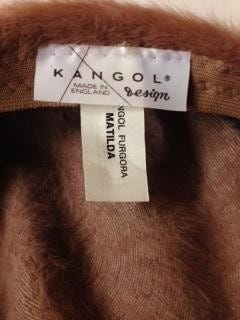 KANGOL®
MADE IN
ENGLAND
Design
NGOL FURGORA
MATILDA